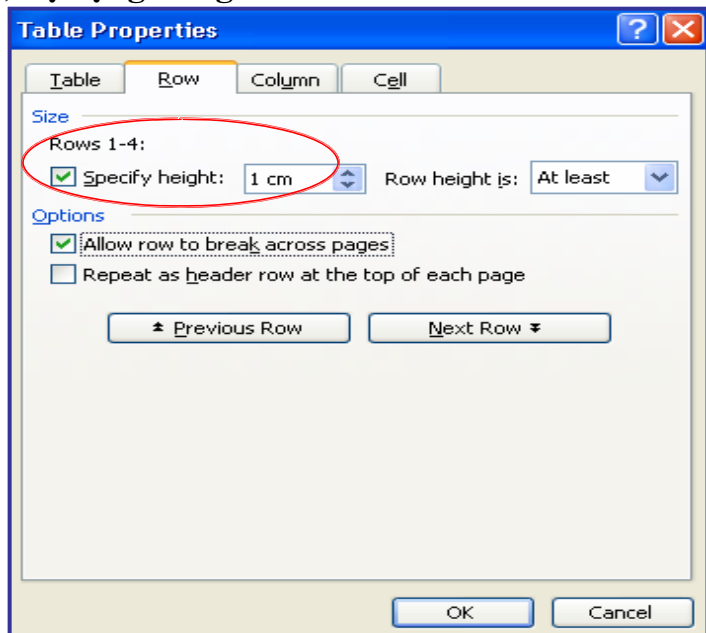 Table Properties
Table Row Column Cell
Size
Rows 1-4:
Specify height: 1 cm Row height is: At least
Options
Allow row to break across pages
Repeat as header row at the top of each page
Previous Row Next Row
OK Cancel